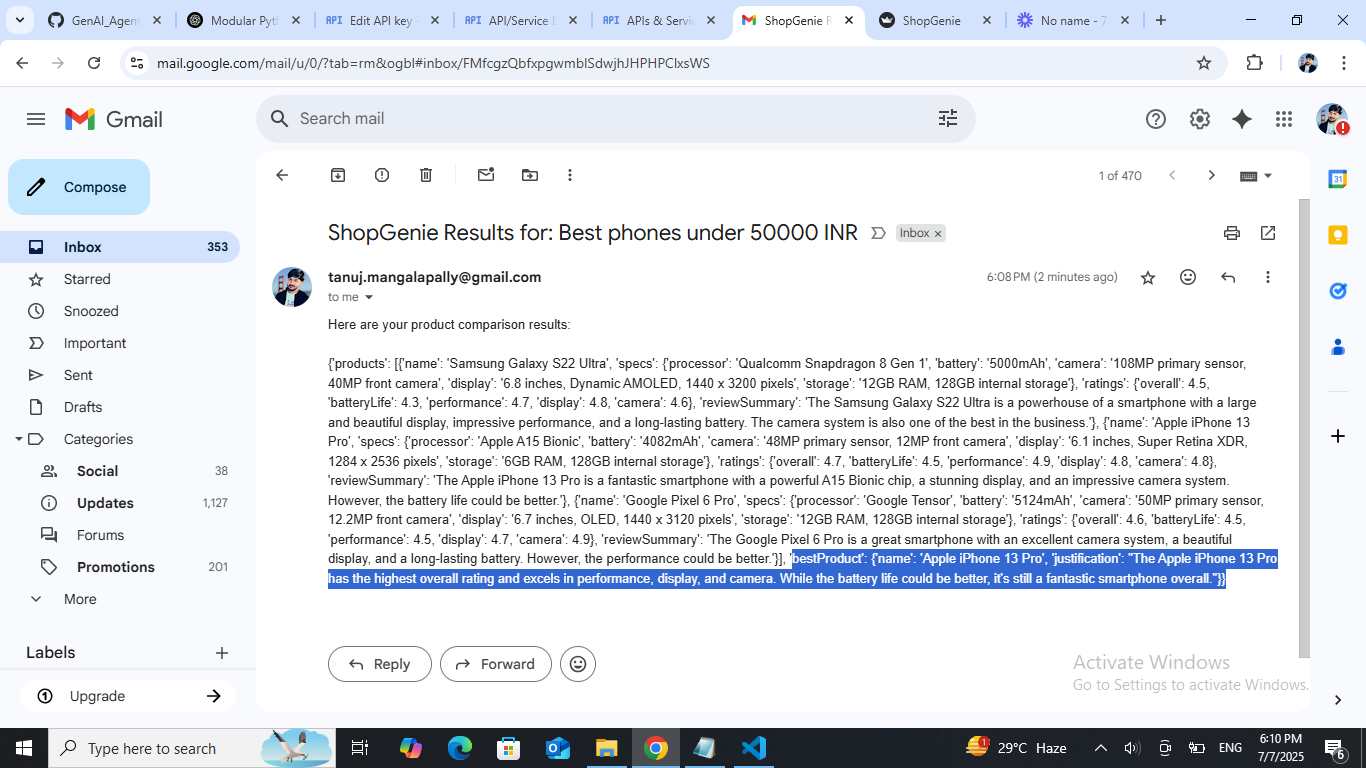 GenAI_Agen
Modular Pyt
API Edit API key -
API API/Service D
API APIs & Servic
ShopGenie R
ShopGenie
No name - 7
mail.google.com/mail/u/0/?tab=rm&ogbl#inbox/FMfcgzQbfxpgwmblSdwjhJHPHPClxsWS
Gmail
Search mail
Compose
1 of 470
Inbox 353
Starred
Snoozed
Important
Sent
Drafts
Categories
Social 38
Updates 1,127
Forums
Promotions 201
More
Labels
Upgrade
ShopGenie Results for: Best phones under 50000 INR
Inbox ×
tanuj.mangalapally@gmail.com
6:08 PM (2 minutes ago)
to me
Here are your product comparison results:
{'products': [{'name': 'Samsung Galaxy S22 Ultra', 'specs': {'processor': 'Qualcomm Snapdragon 8 Gen 1', 'battery': '5000mAh', 'camera': '108MP primary sensor,
40MP front camera', 'display': '6.8 inches, Dynamic AMOLED, 1440 x 3200 pixels', 'storage': '12GB RAM, 128GB internal storage'}, 'ratings': {'overall': 4.5,
'batteryLife': 4.3, 'performance': 4.7, 'display': 4.8, 'camera': 4.6}, 'reviewSummary': 'The Samsung Galaxy S22 Ultra is a powerhouse of a smartphone with a large
and beautiful display, impressive performance, and a long-lasting battery. The camera system is also one of the best in the business.'}, {'name': 'Apple iPhone 13
Pro', 'specs': {'processor': 'Apple A15 Bionic', 'battery': '4082mAh', 'camera': '48MP primary sensor, 12MP front camera', 'display': '6.1 inches, Super Retina XDR,
1284 x 2536 pixels', 'storage': '6GB RAM, 128GB internal storage'}, 'ratings': {'overall': 4.7, 'batteryLife': 4.5, 'performance': 4.9, 'display': 4.8, 'camera': 4.8},
'reviewSummary': 'The Apple iPhone 13 Pro is a fantastic smartphone with a powerful A15 Bionic chip, a stunning display, and an impressive camera system.
However, the battery life could be better.'}, {'name': 'Google Pixel 6 Pro', 'specs': {'processor': 'Google Tensor', 'battery': '5124mAh', 'camera': '50MP primary sensor,
12.2MP front camera', 'display': '6.7 inches, OLED, 1440 x 3120 pixels', 'storage': '12GB RAM, 128GB internal storage'}, 'ratings': {'overall': 4.6, 'batteryLife': 4.5,
'performance': 4.5, 'display': 4.7, 'camera': 4.9}, 'reviewSummary': 'The Google Pixel 6 Pro is a great smartphone with an excellent camera system, a beautiful
display, and a long-lasting battery. However, the performance could be better.'}], 'bestProduct': {'name': 'Apple iPhone 13 Pro', 'justification': "The Apple iPhone 13 Pro
has the highest overall rating and excels in performance, display, and camera. While the battery life could be better, it's still a fantastic smartphone overall."}}
Reply
Forward
Activate Windows
Go to Settings to activate Windows.
Type here to search
29°C Haze
ENG
6:10 PM
7/7/2025
6